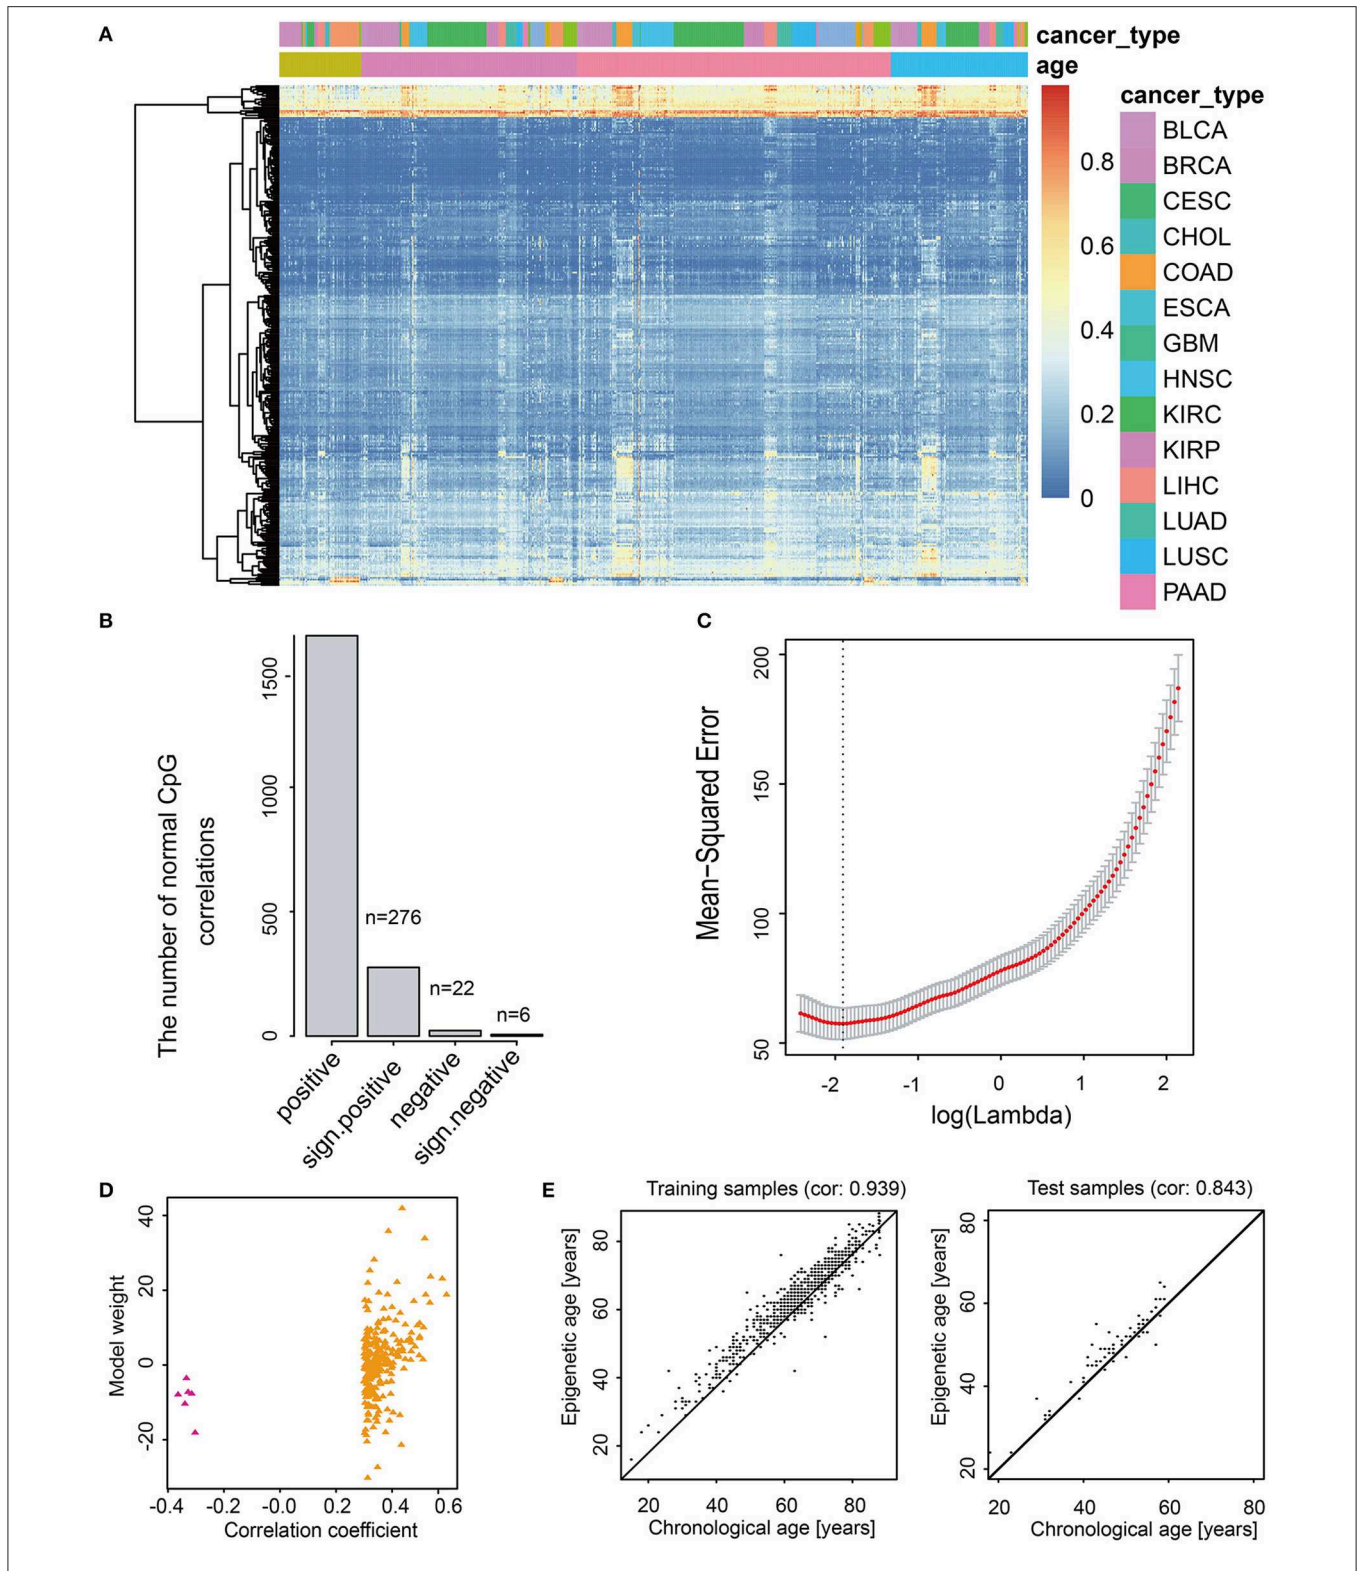 A
cancer_type
age
cancer_type
BLCA
BRCA
CESC
CHOL
COAD
ESCA
GBM
HNSC
KIRC
KIRP
LIHC
LUAD
LUSC
PAAD
0.8
0.6
0.4
0.2
0
B
The number of normal CpG
correlations
1500
1000
500
0
n=276
n=22
n=6
positive
sign.positive
negative
sign.negative
C
Mean-Squared Error
200
150
100
50
-2 -1 0 1 2
log(Lambda)
D
Model weight
40
20
0
-20
-0.4 -0.2 -0.0 0.2 0.4 0.6
Correlation coefficient
E
Training samples (cor: 0.939)
Epigenetic age [years]
80
60
40
20
20 40 60 80
Chronological age [years]
Test samples (cor: 0.843)
Epigenetic age [years]
80
60
40
20
20 40 60 80
Chronological age [years]